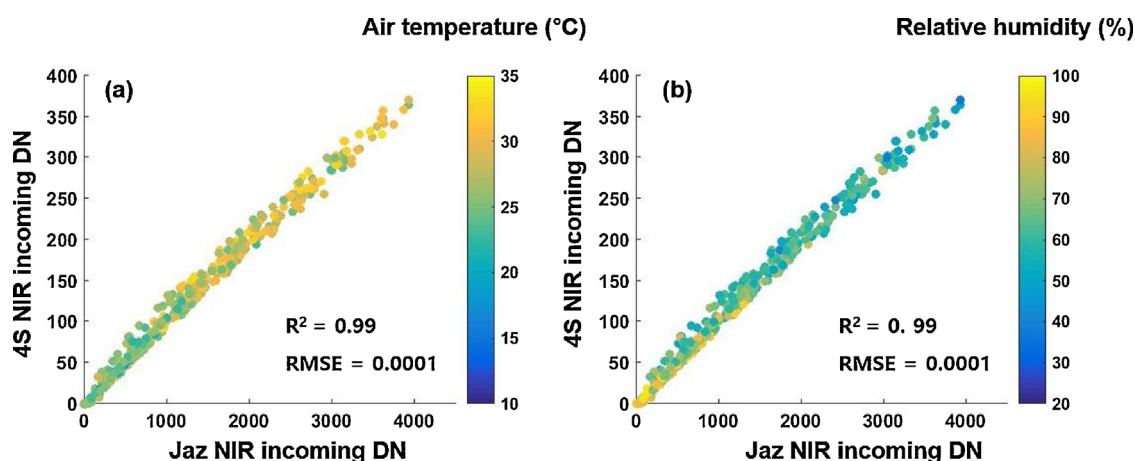 Air temperature (°C)
(a)
4S NIR incoming DN
400
350
300
250
200
150
100
50
0
0 1000 2000 3000 4000
Jaz NIR incoming DN
R² = 0.99
RMSE = 0.0001
35
30
25
20
15
10
Relative humidity (%)
(b)
4S NIR incoming DN
400
350
300
250
200
150
100
50
0
0 1000 2000 3000 4000
Jaz NIR incoming DN
R² = 0. 99
RMSE = 0.0001
100
90
80
70
60
50
40
30
20